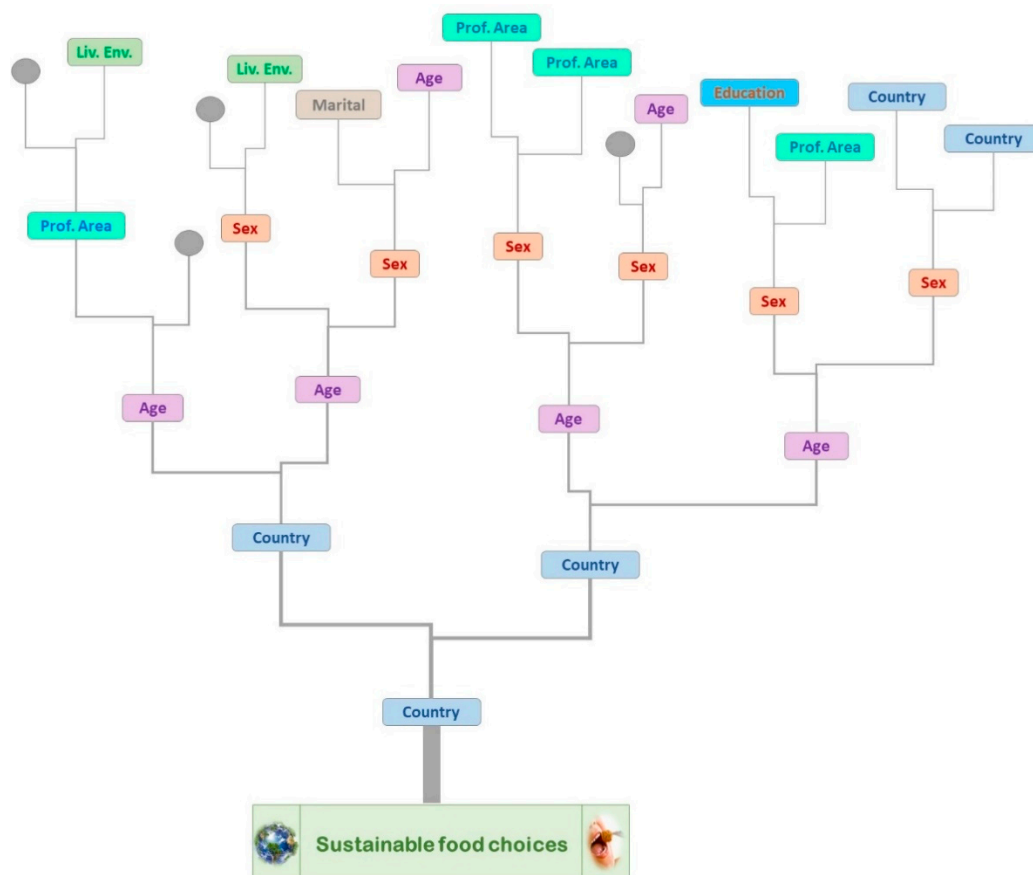 Prof. Area
Liv. Env.
Prof. Area
Liv. Env.
Age
Marital
Education
Country
Age
Country
Prof. Area
Prof. Area
Sex
Sex
Sex
Sex
Sex
Sex
Age
Age
Age
Age
Country
Country
Country
Sustainable food choices